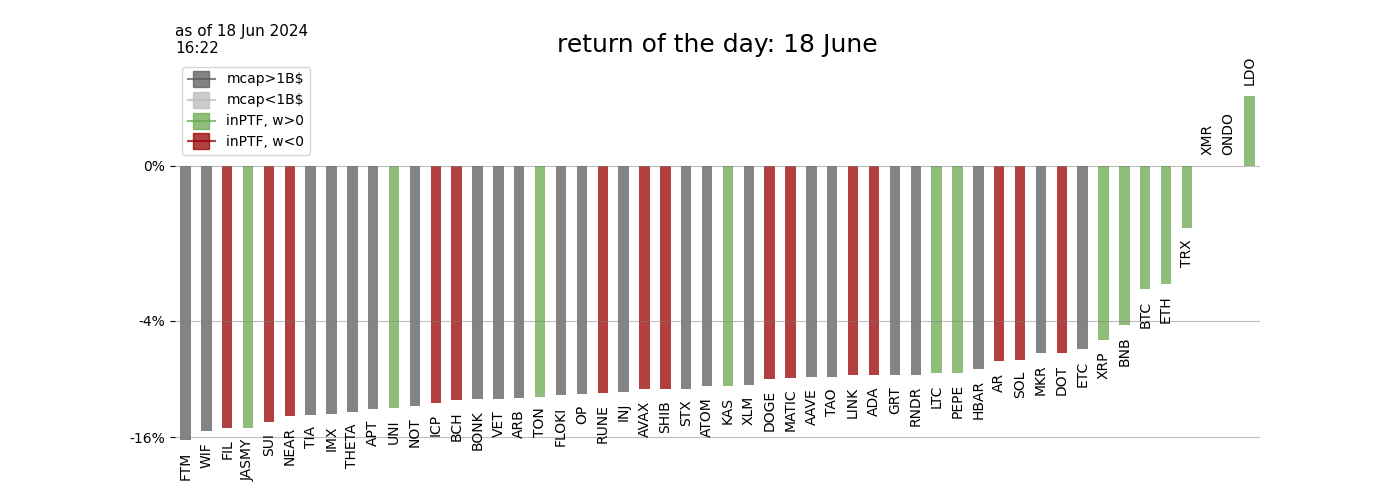 as of 18 Jun 2024
16:22
return of the day: 18 June
mcap>1B$
mcap<1B$
inPTF, w>0
inPTF, w<0
0%
-4%
-16%
FTM
WIF
FIL
JASMY
SUI
NEAR
TIA
IMX
THETA
APT
UNI
NOT
ICP
BCH
BONK
VET
ARB
TON
FLOKI
OP
RUNE
INJ
AVAX
SHIB
STX
ATOM
KAS
XLM
DOGE
MATIC
AAVE
TAO
LINK
ADA
GRT
RNDR
LTC
PEPE
HBAR
AR
SOL
MKR
DOT
ETC
XRP
BNB
BTC
ETH
TRX
XMR
ONDO
LDO